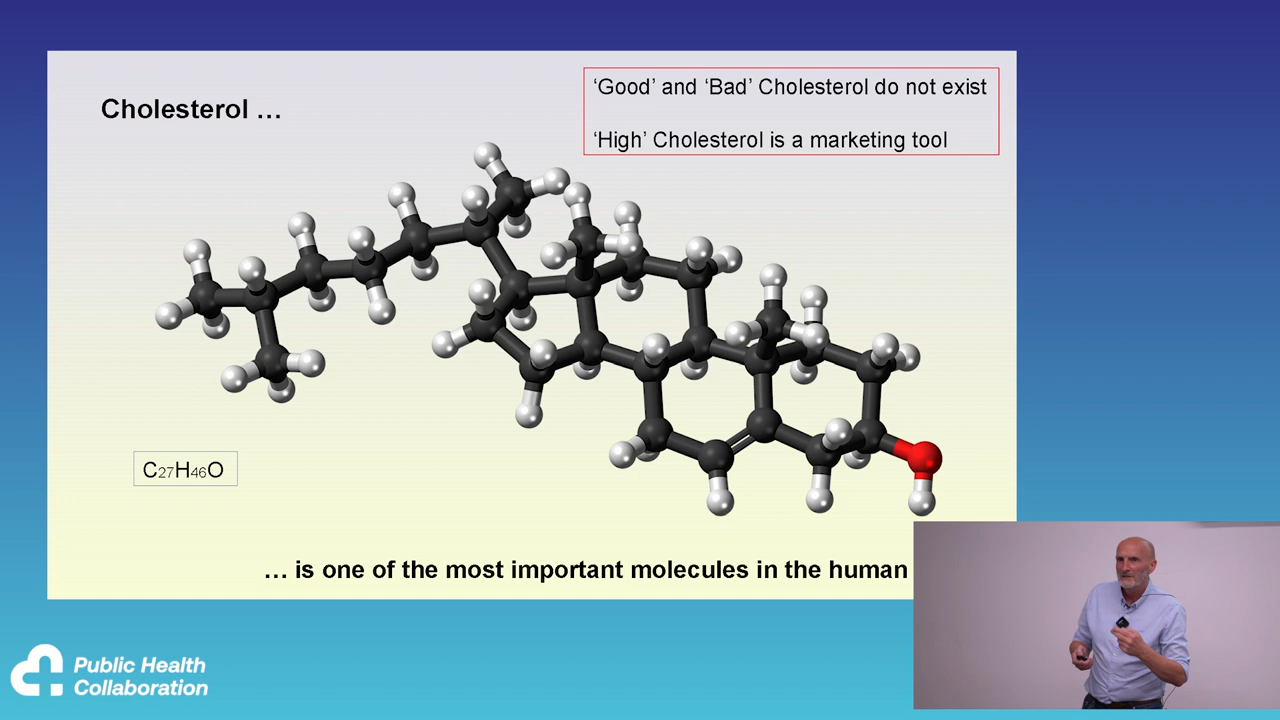 Cholesterol …
‘Good’ and ‘Bad’ Cholesterol do not exist
‘High’ Cholesterol is a marketing tool
C27H46O
… is one of the most important molecules in the human
Public Health
Collaboration